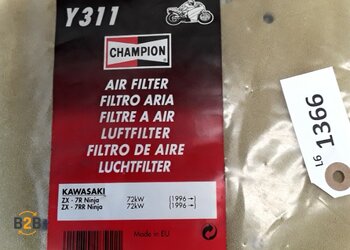 Y311
CHAMPION
AIR FILTER
FILTRO ARIA
FILTRE A AIR
LUFTFILTER
FILTRO DE AIRE
LUCHTFILTER
KAWASAKI
ZX - 7R Ninja 72kW (1996→)
ZX - 7RR Ninja 72kW (1996→)
Made in EU
L6 1366
B2B